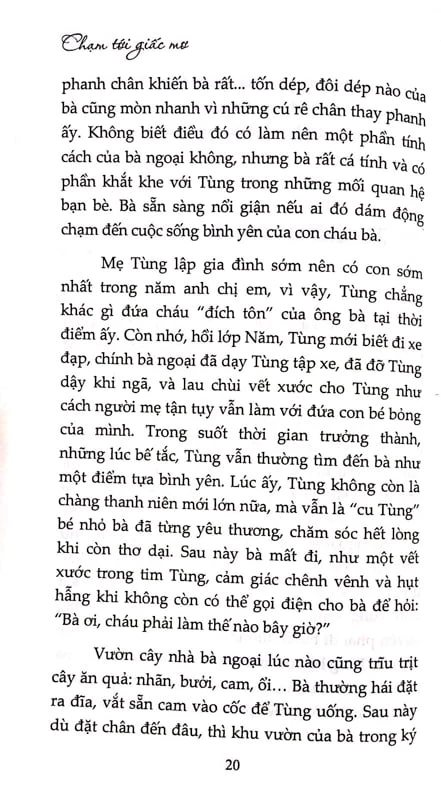 Chạm tới giấc mơ
phanh chân khiến bà rất... tốn dép, đôi dép nào của
bà cũng mòn nhanh vì những cú rê chân thay phanh
ấy. Không biết điều đó có làm nên một phần tính
cách của bà ngoại không, nhưng bà rất cá tính và có
phần khắt khe với Tùng trong những mối quan hệ
bạn bè. Bà sẵn sàng nổi giận nếu ai đó dám động
chạm đến cuộc sống bình yên của con cháu bà.
Mẹ Tùng lập gia đình sớm nên có con sớm
nhất trong năm anh chị em, vì vậy, Tùng chẳng
khác gì đứa cháu “đích tôn” của ông bà tại thời
điểm ấy. Còn nhớ, hồi lớp Năm, Tùng mới biết đi xe
đạp, chính bà ngoại đã dạy Tùng tập xe, đã đỡ Tùng
dậy khi ngã, và lau chùi vết xước cho Tùng như
cách người mẹ tận tụy vẫn làm với đứa con bé bỏng
của mình. Trong suốt thời gian trưởng thành,
những lúc bế tắc, Tùng vẫn thường tìm đến bà như
một điểm tựa bình yên. Lúc ấy, Tùng không còn là
chàng thanh niên mới lớn nữa, mà vẫn là “cu Tùng”
bé nhỏ bà đã từng yêu thương, chăm sóc hết lòng
khi còn thơ dại. Sau này bà mất đi, như một vết
xước trong tim Tùng, cảm giác chênh vênh và hụt
hẫng khi không còn có thể gọi điện cho bà để hỏi:
“Bà ơi, cháu phải làm thế nào bây giờ?”
Vườn cây nhà bà ngoại lúc nào cũng trĩu trịt
cây ăn quả: nhãn, bưởi, cam, ổi… Bà thường hái đặt
ra đĩa, vắt sẵn cam vào cốc để Tùng uống. Sau này
dù đặt chân đến đâu, thì khu vườn của bà trong ký
20